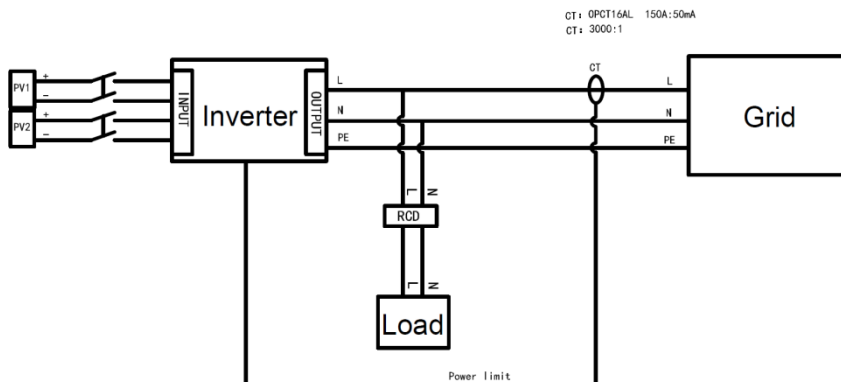 CT: OPCT16AL 150A:50mA
CT: 3000:1
PV1
+
-
PV2
+
-
INPUT
Inverter
OUTPUT
L
N
PE
CT
L
N
PE
Grid
L
N
RCD
L
N
Load
Power limit